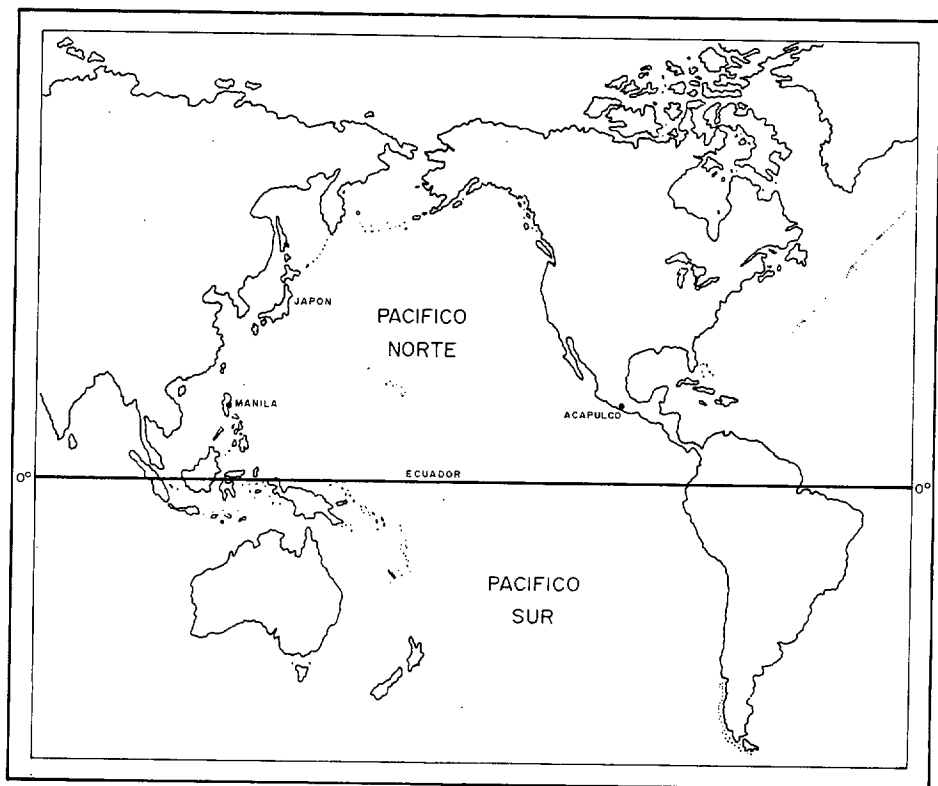 JAPON
PACIFICO
NORTE
MANILA
ACAPULCO
ECUADOR
0°
0°
PACIFICO
SUR